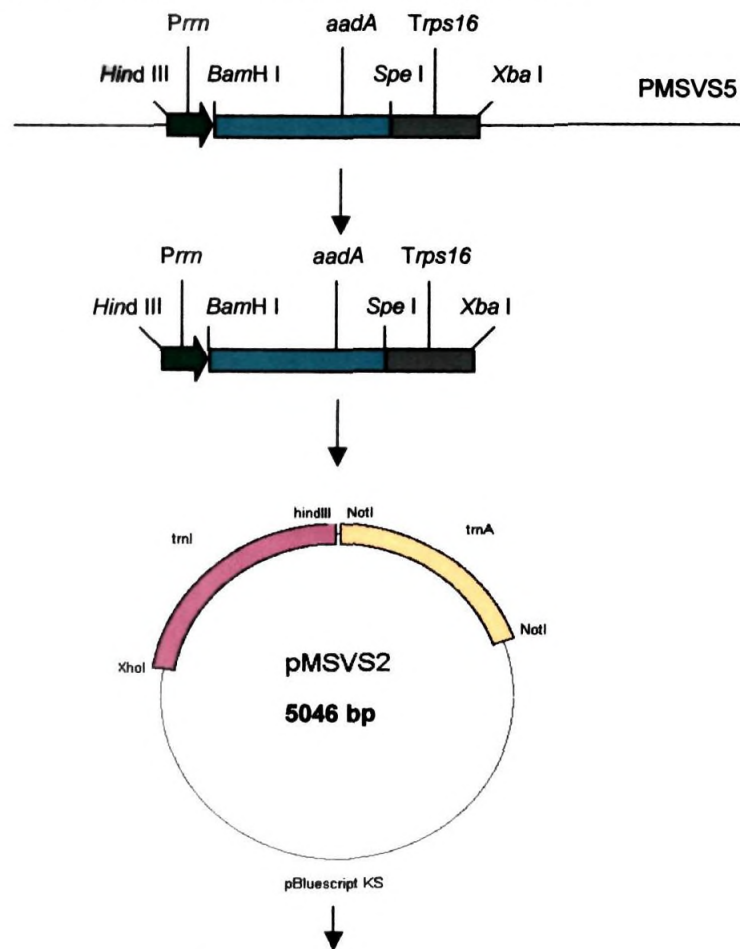 Prrn aadA Trps16
Hind III BamH I Spe I Xba I PMSVS5
Prrn aadA Trps16
Hind III BamH I Spe I Xba I
hindIII NotI
trnI trnA
NotI
XhoI
pMSVS2
5046 bp
pBluescript KS